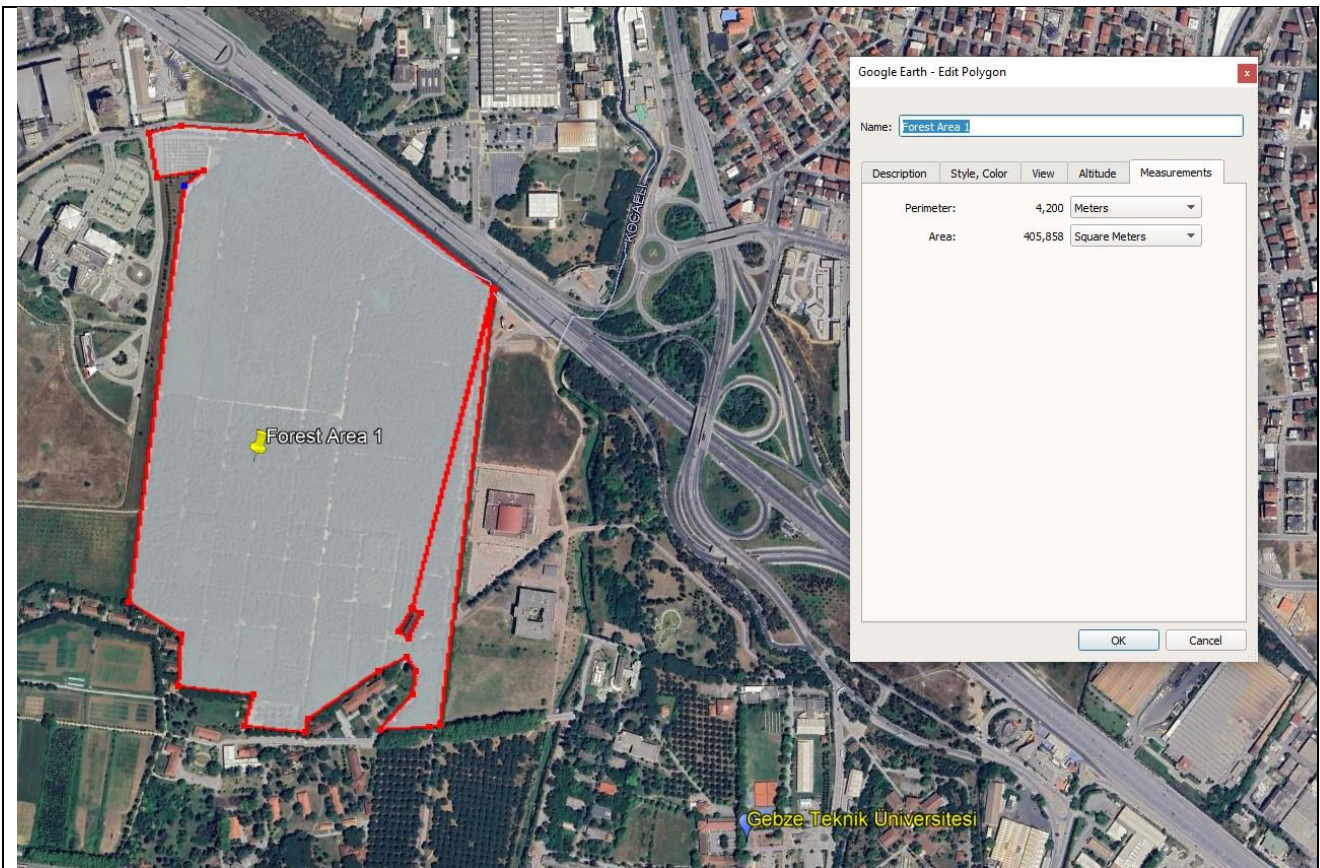 Google Earth - Edit Polygon
x
Name: Forest Area 1
Description Style, Color View Altitude Measurements
Perimeter: 4,200 Meters
Area: 405,858 Square Meters
OK Cancel
KOCAELİ
Forest Area 1
Gebze Teknik Üniversitesi